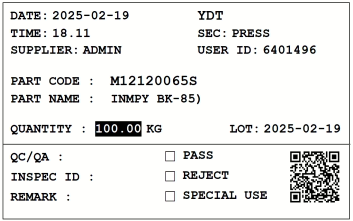 DATE: 2025-02-19 YDT
TIME: 18.11 SEC: PRESS
SUPPLIER: ADMIN USER ID: 6401496
PART CODE : M12120065S
PART NAME : INMPY BK-85)
QUANTITY : 100.00 KG LOT: 2025-02-19
QC/QA : ☐ PASS
INSPEC ID : ☐ REJECT
REMARK : ☐ SPECIAL USE